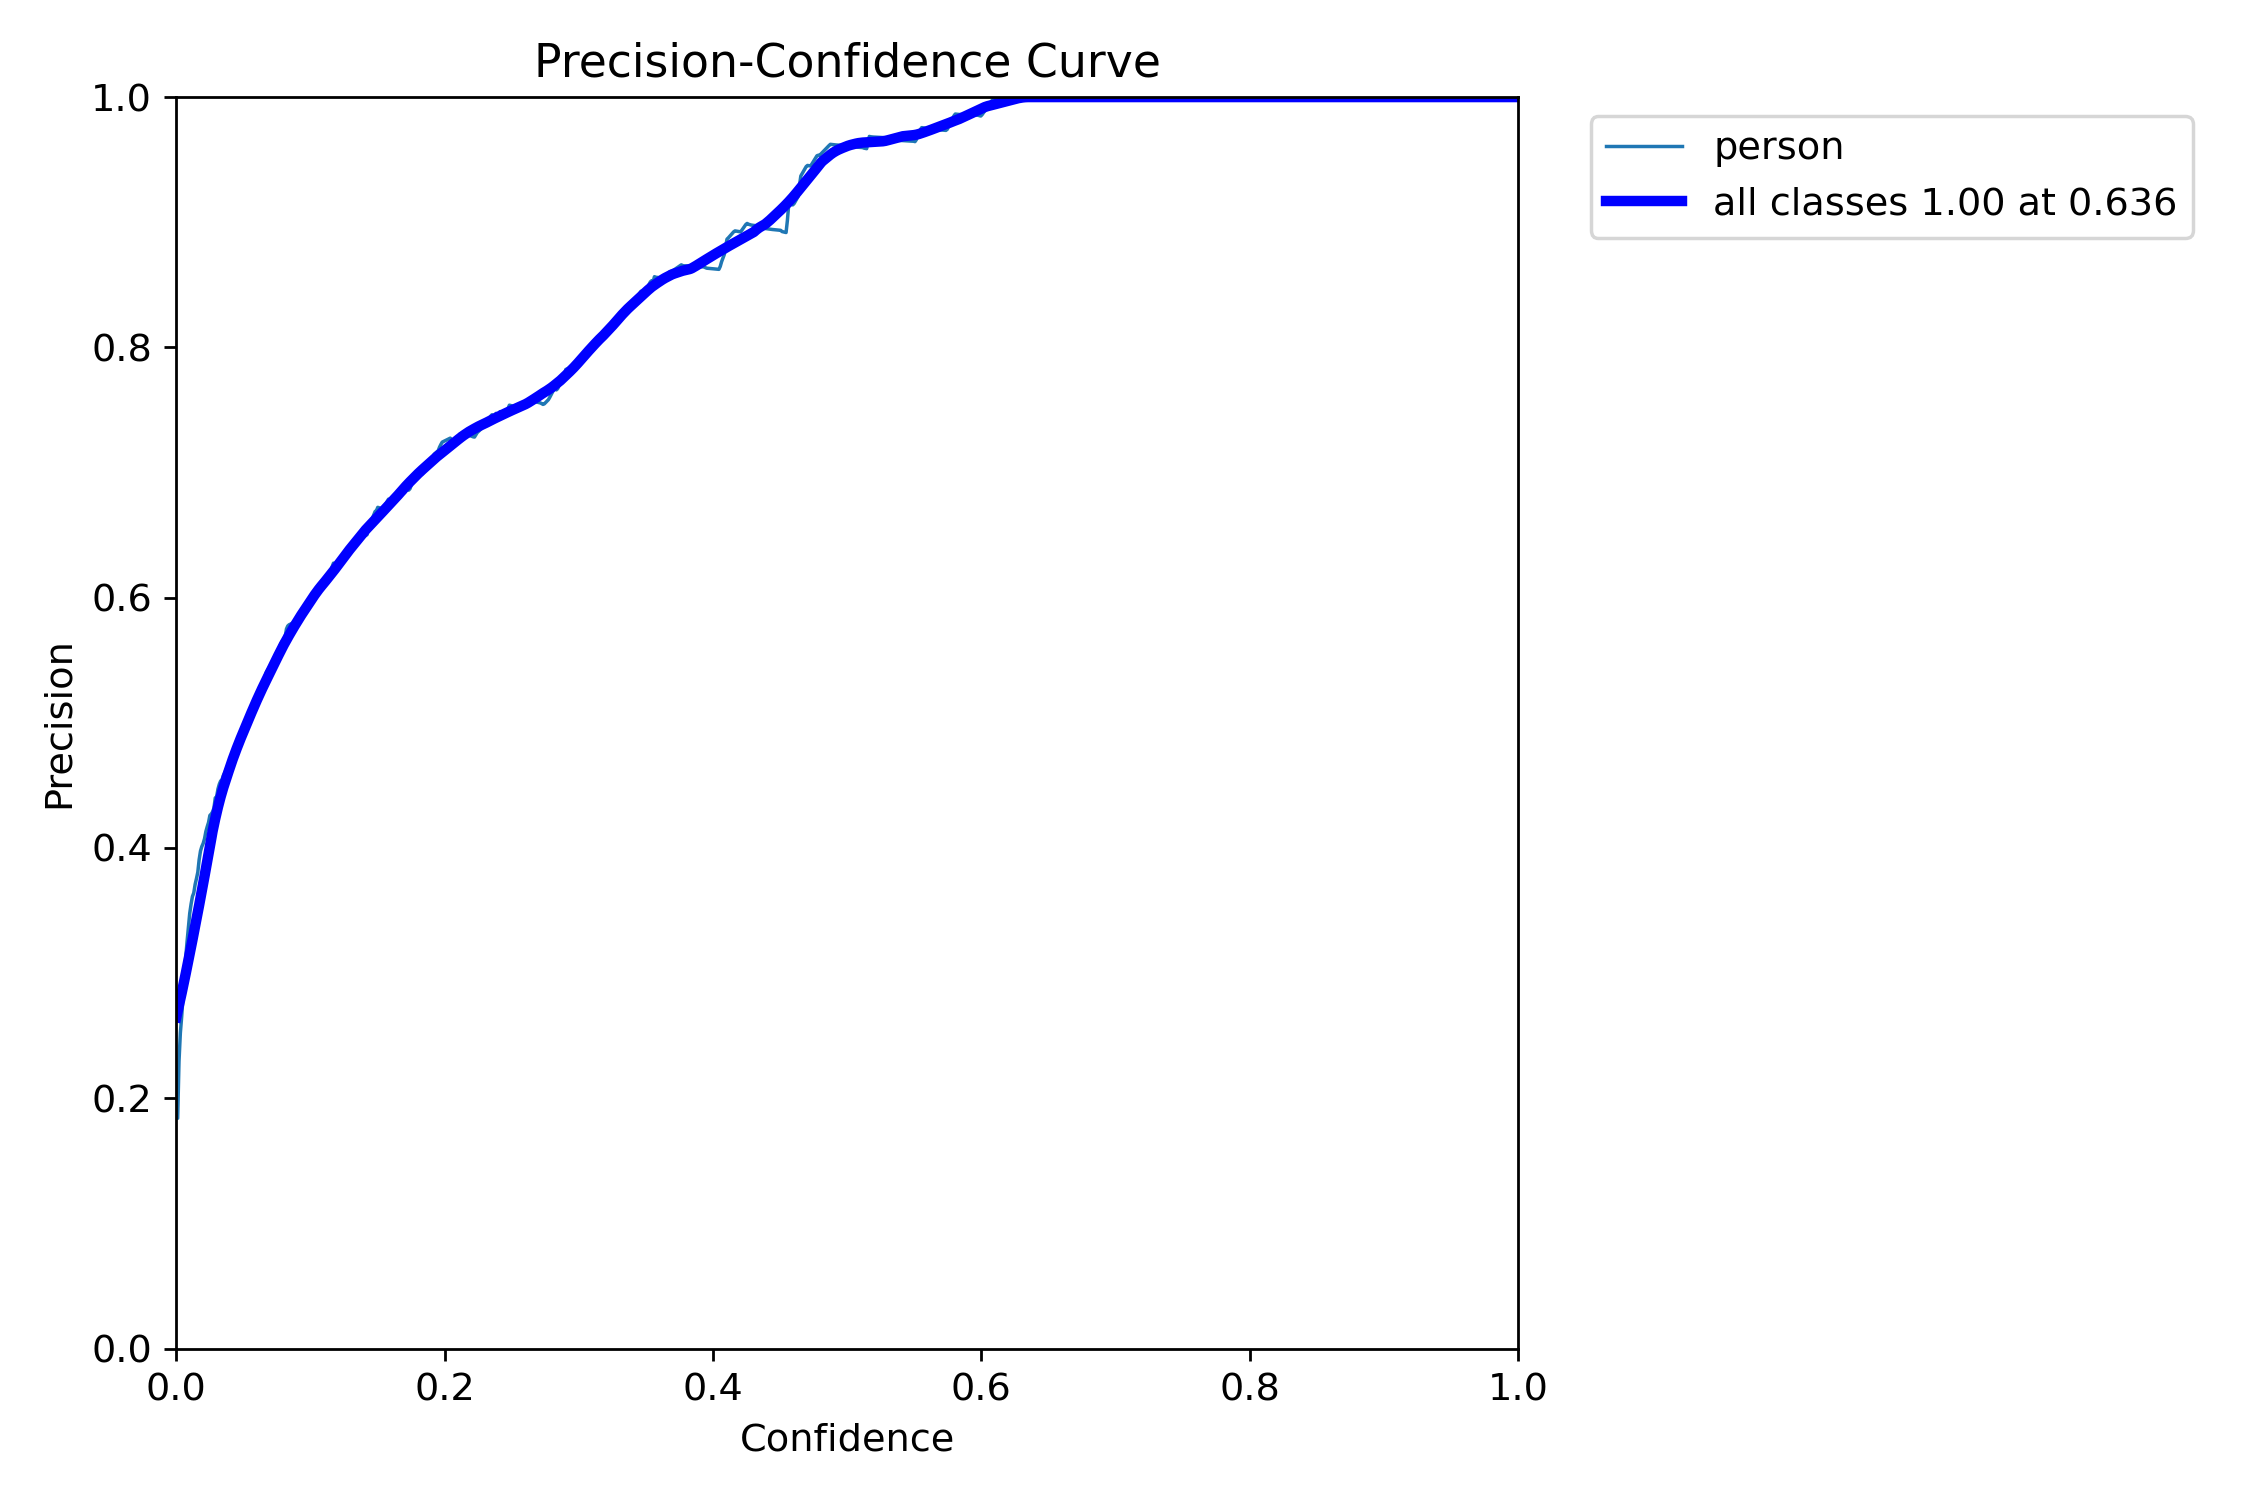 Precision-Confidence Curve
person
all classes 1.00 at 0.636
Precision
1.0
0.8
0.6
0.4
0.2
0.0
0.0 0.2 0.4 0.6 0.8 1.0
Confidence